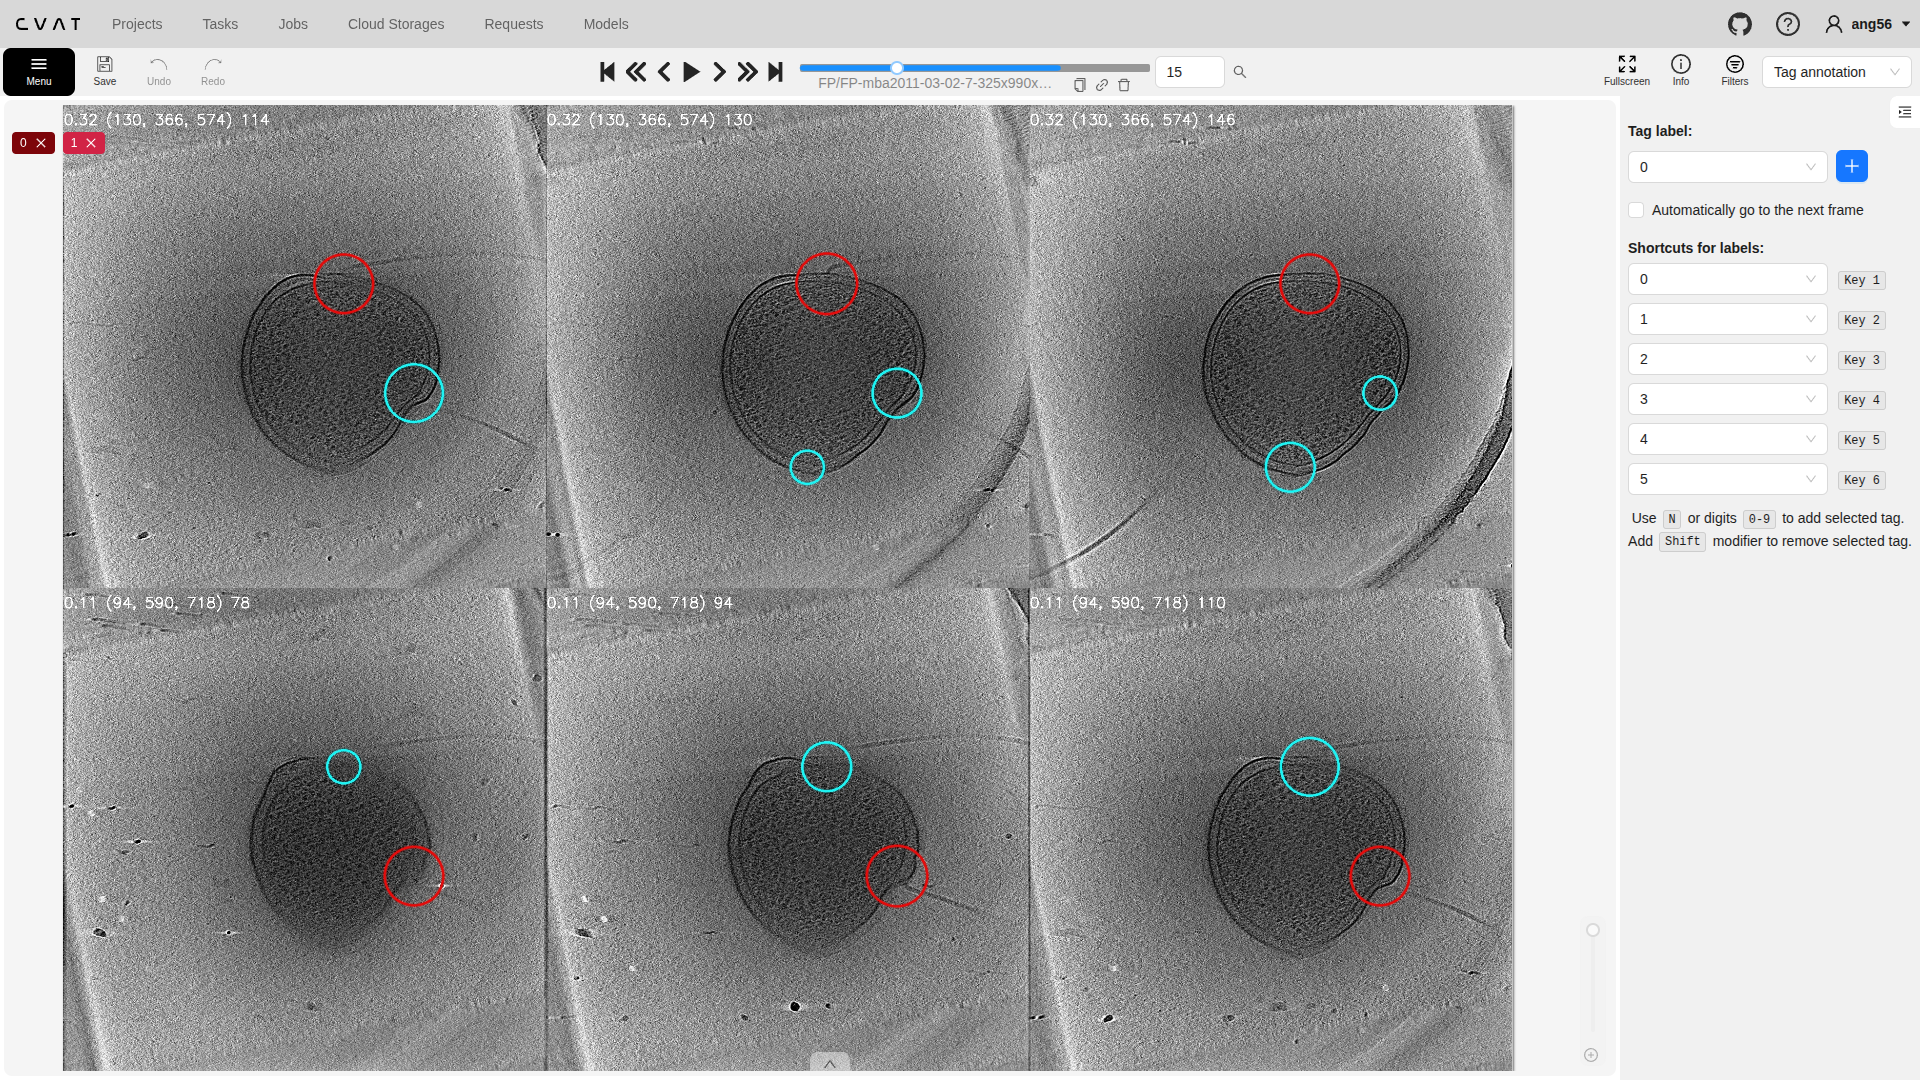 CVAT Projects Tasks Jobs Cloud Storages Requests Models ang56
Menu Save Undo Redo FP/FP-mba2011-03-02-7-325x990x... 15 Fullscreen Info Filters Tag annotation
0.32 (130, 366, 574) 114
0.32 (130, 366, 574) 130
0.32 (130, 366, 574) 146
0 1
0.11 (94, 590, 718) 78
0.11 (94, 590, 718) 94
0.11 (94, 590, 718) 110
Tag label:
0
Automatically go to the next frame
Shortcuts for labels:
0 Key 1
1 Key 2
2 Key 3
3 Key 4
4 Key 5
5 Key 6
Use N or digits 0-9 to add selected tag.
Add Shift modifier to remove selected tag.